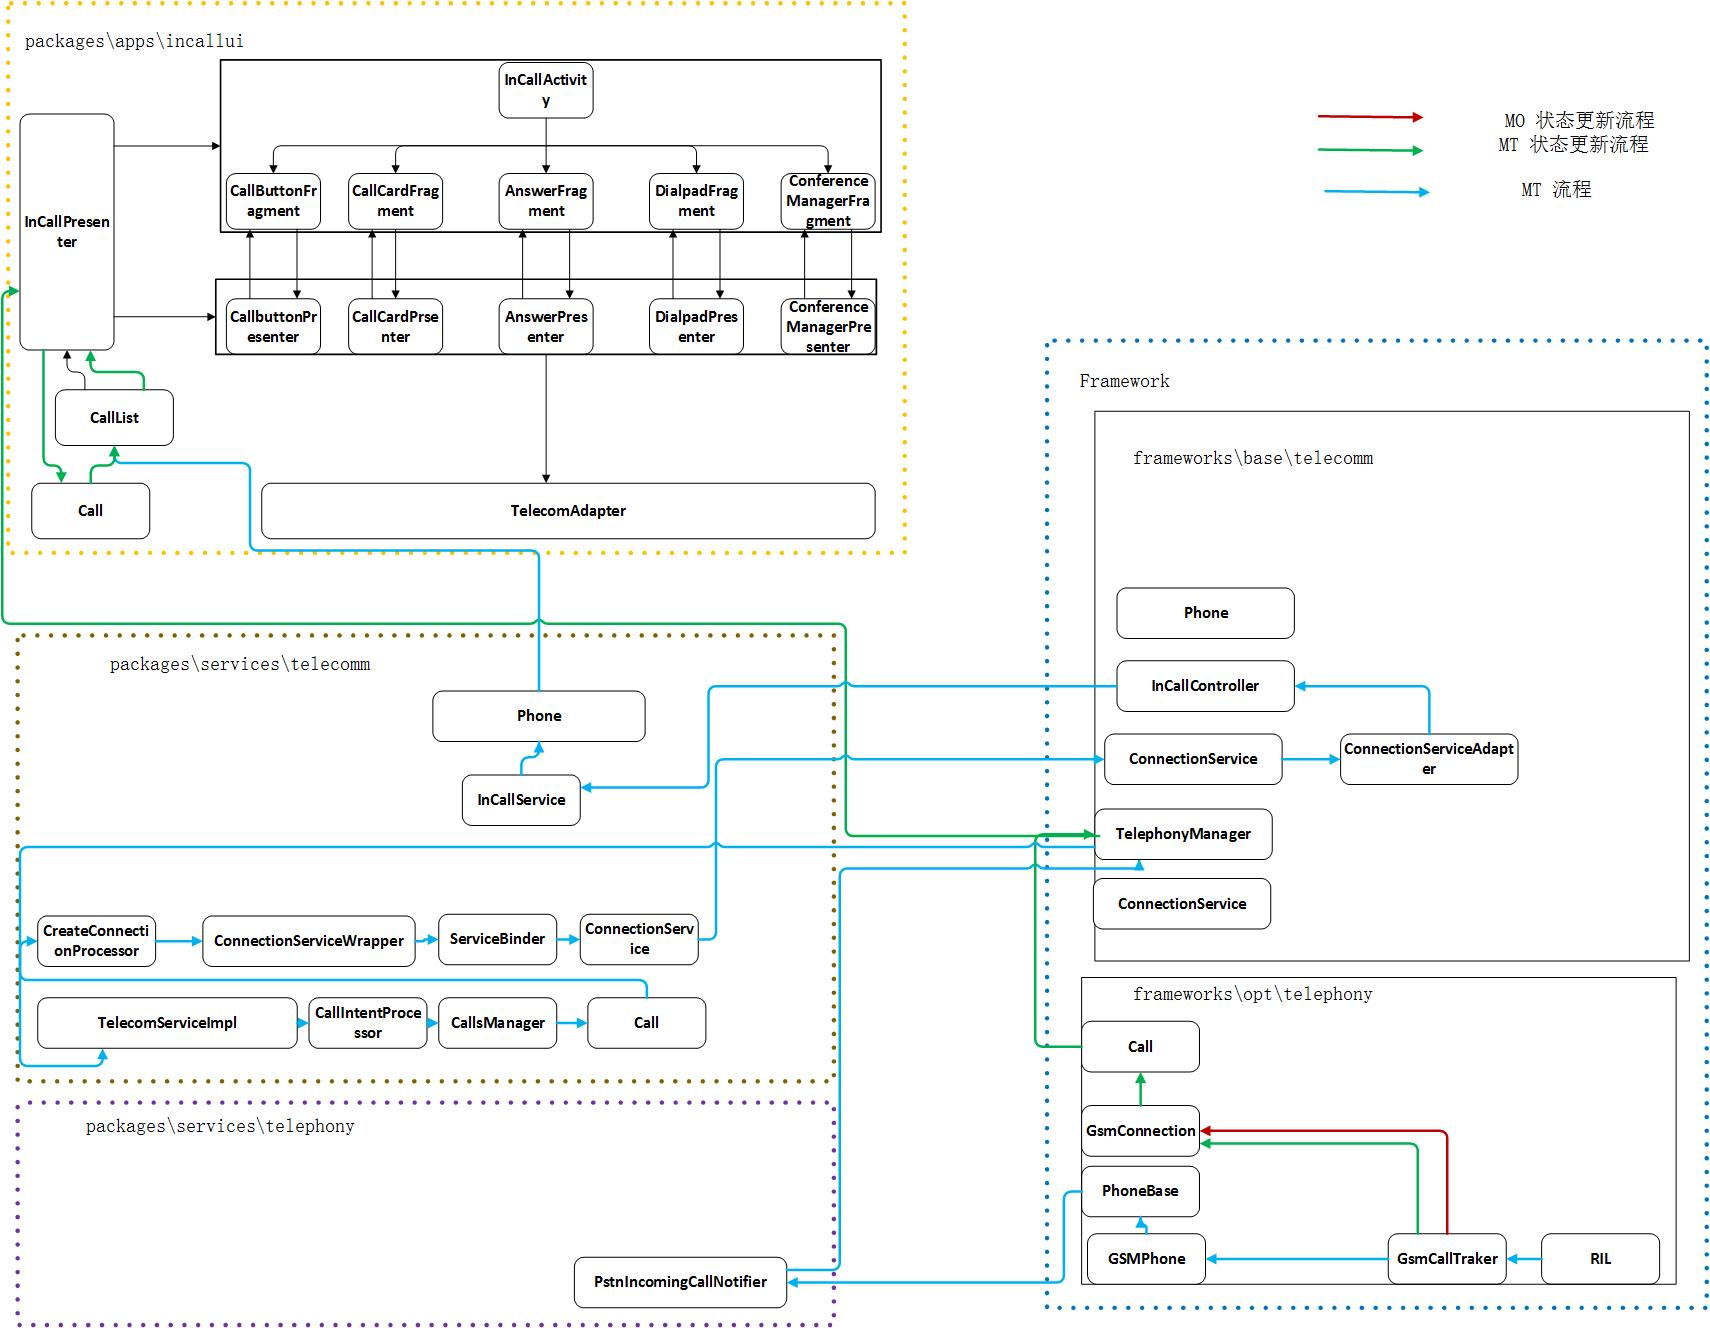 packages\apps\incallui
InCallActivit
y
InCallPresen
ter
CallButtonFr
agment
CallCardFrag
ment
AnswerFrag
ment
DialpadFrag
ment
Conference
ManagerFra
gment
CallbuttonPr
esenter
CallCardPrse
nter
AnswerPres
enter
DialpadPres
enter
Conference
ManagerPre
senter
CallList
Call
TelecomAdapter
MO 状态更新流程
MT 状态更新流程
MT 流程
packages\services\telecomm
Phone
InCallService
CreateConnecti
onProcessor
ConnectionServiceWrapper
ServiceBinder
ConnectionServ
ice
TelecomServiceImpl
CallIntentProce
ssor
CallsManager
Call
packages\services\telephony
PstnIncomingCallNotifier
Framework
frameworks\base\telecomm
Phone
InCallController
ConnectionService
ConnectionServiceAdapt
er
TelephonyManager
ConnectionService
frameworks\opt\telephony
Call
GsmConnection
PhoneBase
GSMPhone
GsmCallTraker
RIL